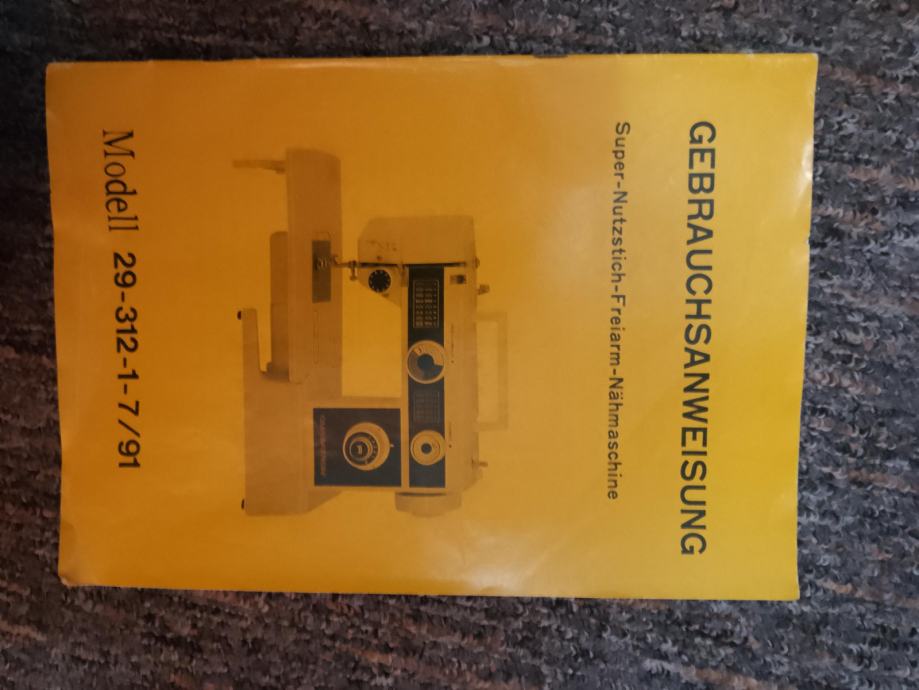 GEBRAUCHSANWEISUNG
Super-Nutzstich-Freiarm-Nähmaschine
Modell 29-312-1-7/91